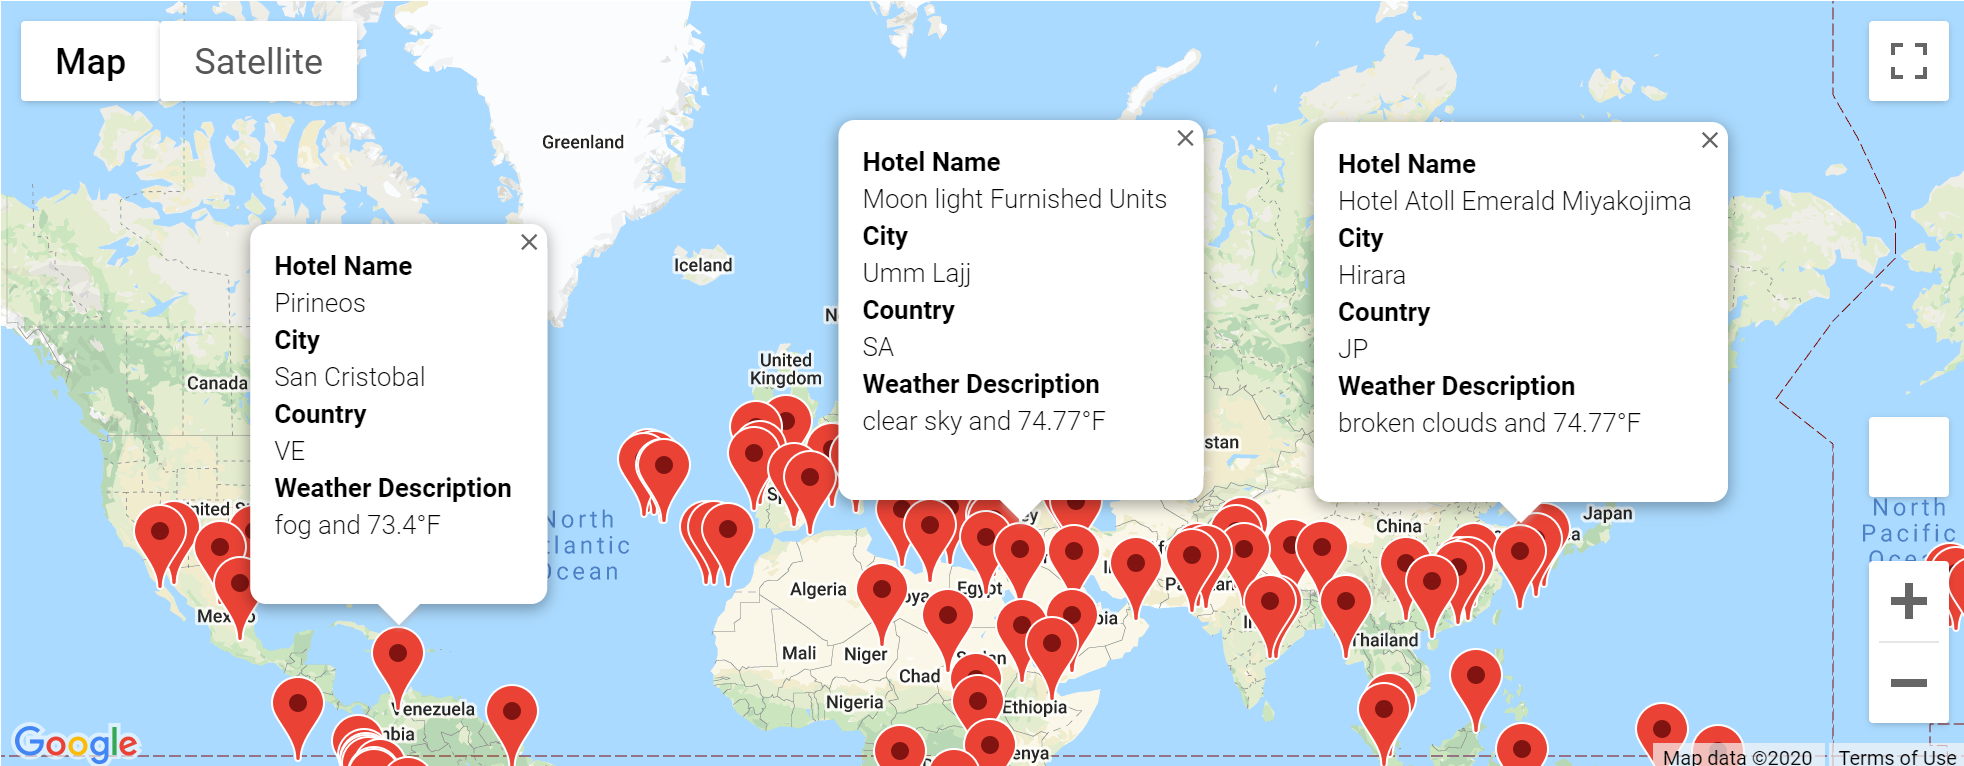 Map
Satellite
Greenland
Iceland
Canada
United
Kingdom
Hotel Name
Pirineos
City
San Cristobal
Country
VE
Weather Description
fog and 73.4°F
Hotel Name
Moon light Furnished Units
City
Umm Lajj
Country
SA
Weather Description
clear sky and 74.77°F
Hotel Name
Hotel Atoll Emerald Miyakojima
City
Hirara
Country
JP
Weather Description
broken clouds and 74.77°F
North
Pacific
China
Japan
Algeria
Egypt
Mali
Niger
Chad
Nigeria
Ethiopia
Thailand
Venezuela
Google
Map data ©2020
Terms of Use